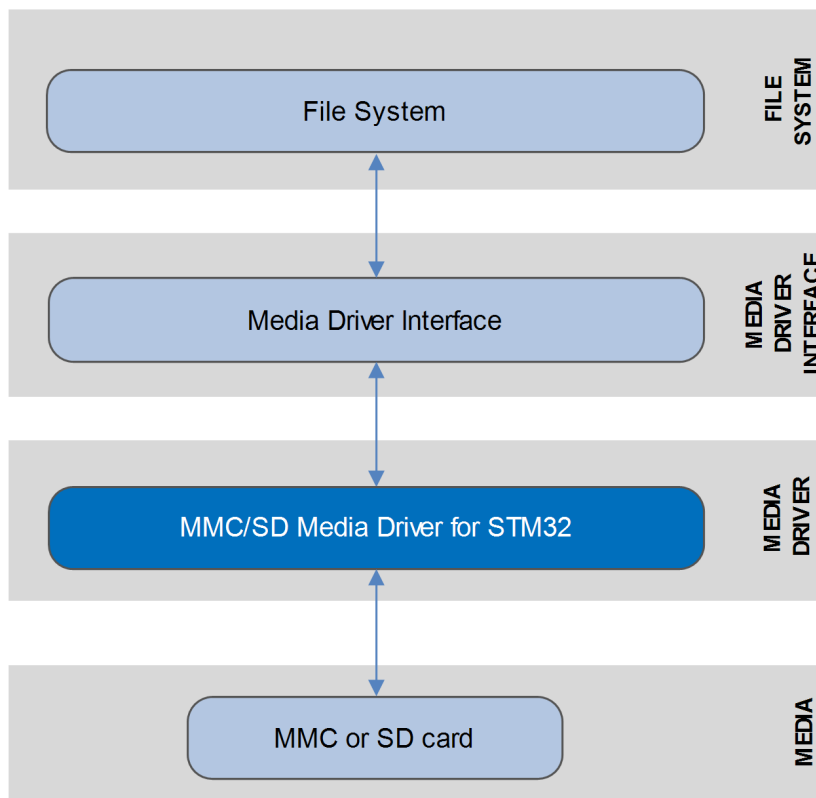 File System
FILE
SYSTEM
Media Driver Interface
MEDIA
DRIVER
INTERFACE
MMC/SD Media Driver for STM32
MEDIA
DRIVER
MMC or SD card
MEDIA